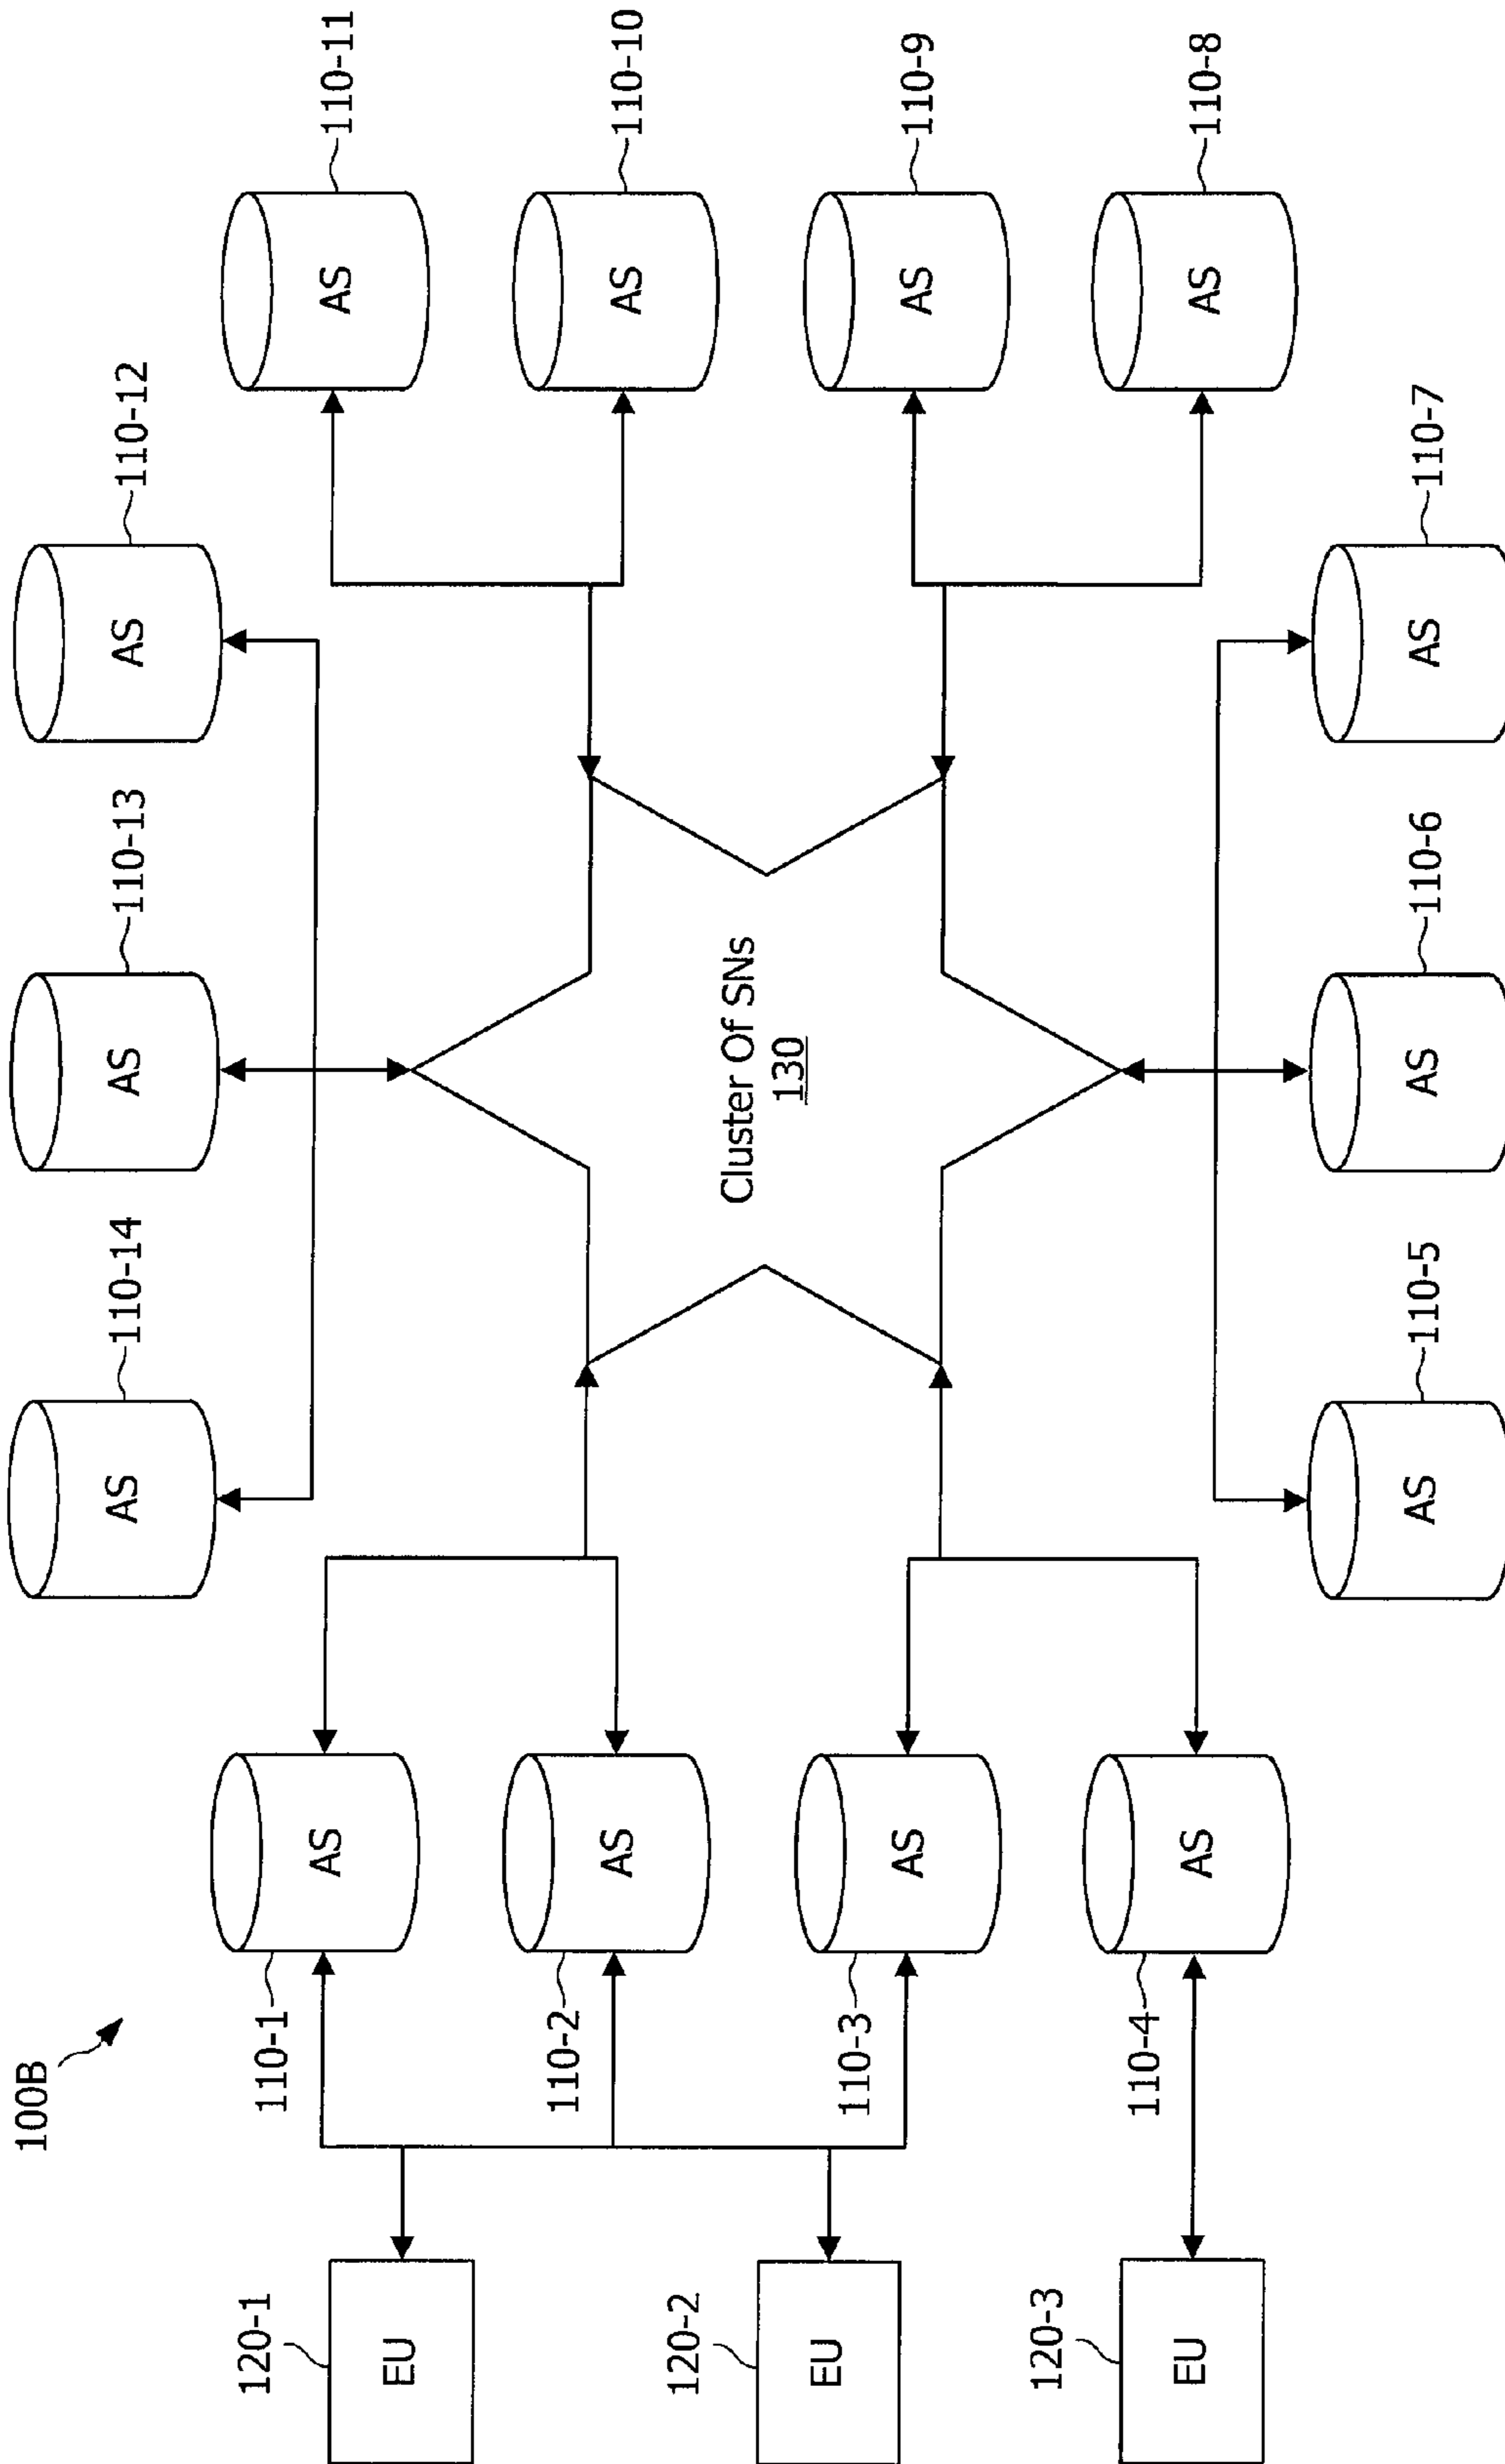 100B
110-14
AS
110-13
AS
110-12
AS
110-1
AS
110-11
AS
110-2
AS
110-10
AS
Cluster Of SNs
130
110-3
AS
110-9
AS
110-4
AS
110-8
AS
110-5
AS
110-6
AS
110-7
AS
120-1
EU
120-2
EU
120-3
EU